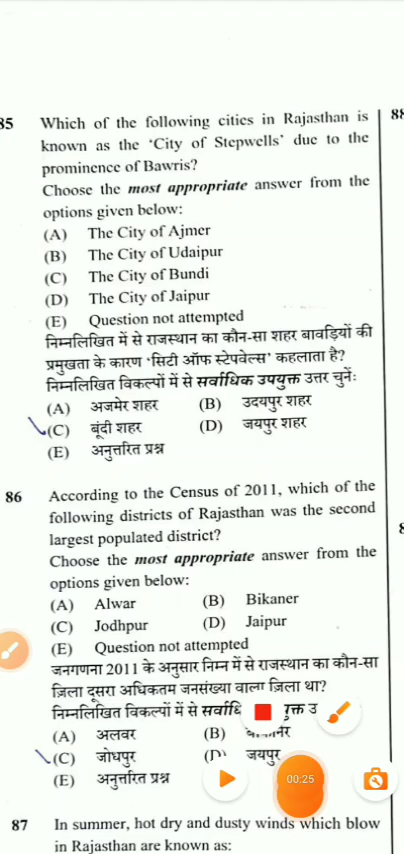 85 Which of the following cities in Rajasthan is
known as the 'City of Stepwells' due to the
prominence of Bawris?
Choose the most appropriate answer from the
options given below:
(A) The City of Ajmer
(B) The City of Udaipur
(C) The City of Bundi
(D) The City of Jaipur
(E) Question not attempted
निम्नलिखित में से राजस्थान का कौन-सा शहर बावड़ियों की
प्रमुखता के कारण 'सिटी ऑफ स्टेपवेल्स' कहलाता है?
निम्नलिखित विकल्पों में से सर्वाधिक उपयुक्त उत्तर चुनें:
(A) अजमेर शहर (B) उदयपुर शहर
(C) बूंदी शहर (D) जयपुर शहर
(E) अनुत्तरित प्रश्न
86 According to the Census of 2011, which of the
following districts of Rajasthan was the second
largest populated district?
Choose the most appropriate answer from the
options given below:
(A) Alwar (B) Bikaner
(C) Jodhpur (D) Jaipur
(E) Question not attempted
जनगणना 2011 के अनुसार निम्न में से राजस्थान का कौन-सा
ज़िला दूसरा अधिकतम जनसंख्या वाला ज़िला था?
निम्नलिखित विकल्पों में से
(A) अलवर (B)
(C) जोधपुर (D) जयपुर
(E) अनुत्तरित प्रश्न
00:25
87 In summer, hot dry and dusty winds which blow
in Rajasthan are known as: